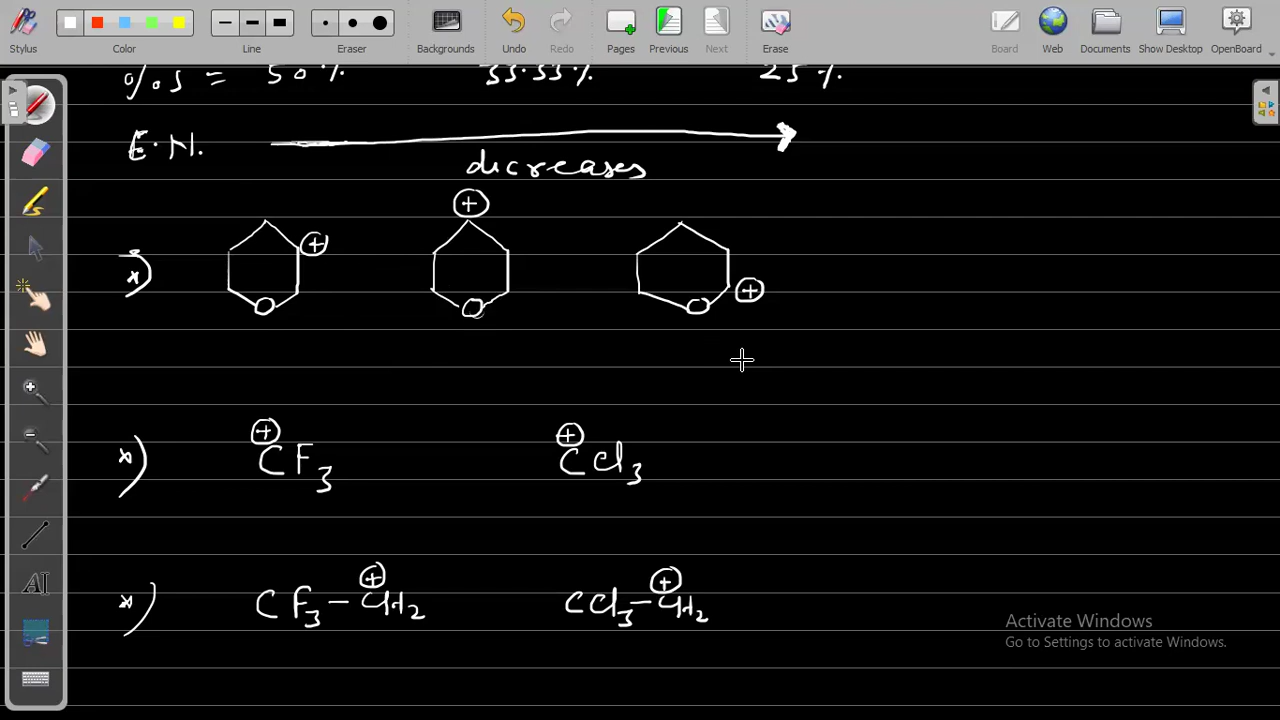 Stylus Color Line Eraser Backgrounds Undo Redo Pages Previous Next Erase Board Web Documents Show Desktop OpenBoard
%s = 50% 33.33% 25%
E.N.
decreases
+
*) + +
O O O
+ +
*) CF3 CCl3
+ +
*) CF3-CH2 CCl3-CH2
Activate Windows
Go to Settings to activate Windows.
AI